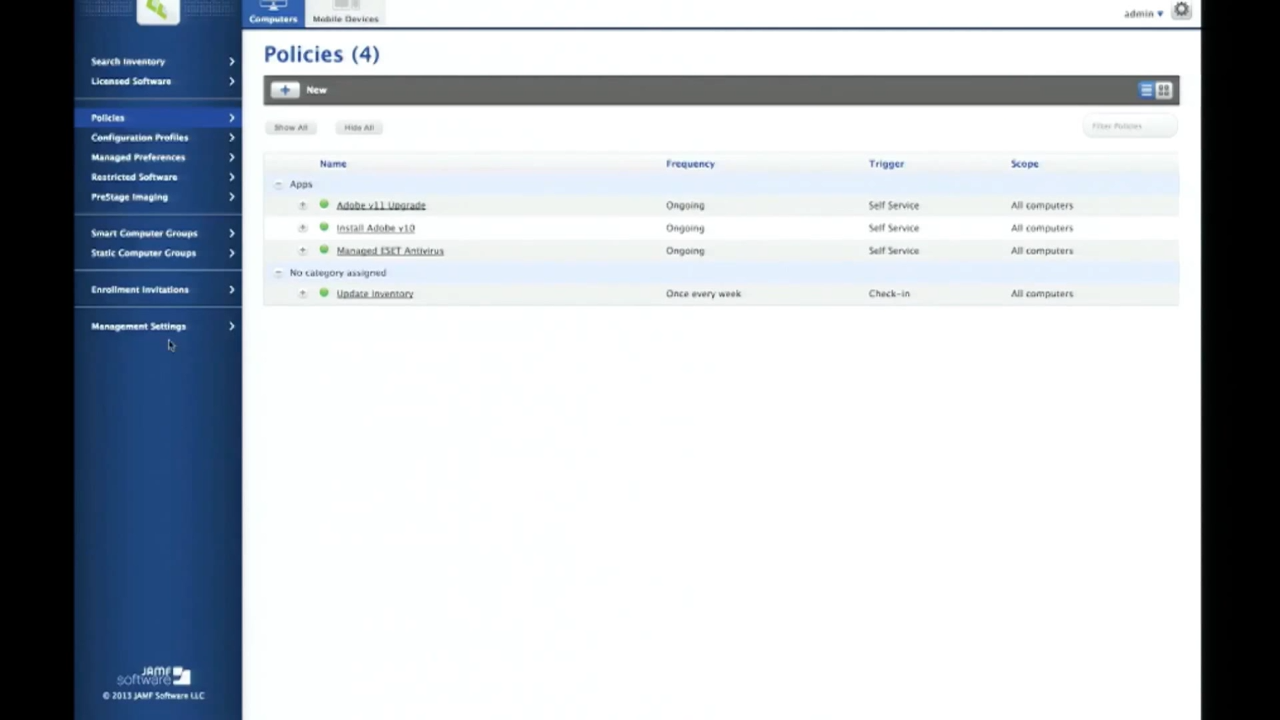 Computers
Mobile Devices
admin
Search Inventory
Licensed Software
Policies
Configuration Profiles
Managed Preferences
Restricted Software
PreStage Imaging
Smart Computer Groups
Static Computer Groups
Enrollment Invitations
Management Settings
JAMF
software
© 2013 JAMF Software LLC
Policies (4)
New
Show All Hide All Filter Policies
Name Frequency Trigger Scope
Apps
Adobe v11 Upgrade Ongoing Self Service All computers
Install Adobe v10 Ongoing Self Service All computers
Managed ESET Antivirus Ongoing Self Service All computers
No category assigned
Update Inventory Once every week Check-in All computers